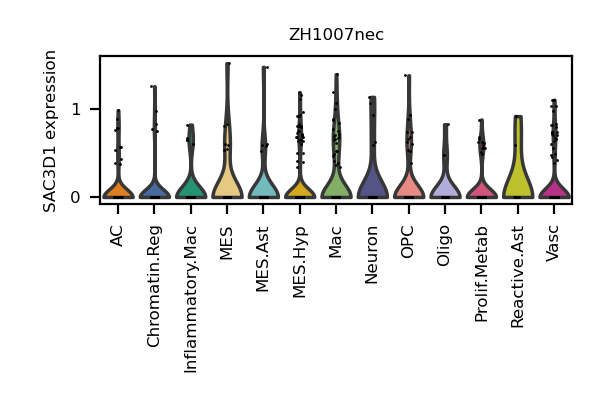 ZH1007nec
SAC3D1 expression
1
0
AC
Chromatin.Reg
Inflammatory.Mac
MES
MES.Ast
MES.Hyp
Mac
Neuron
OPC
Oligo
Prolif.Metab
Reactive.Ast
Vasc